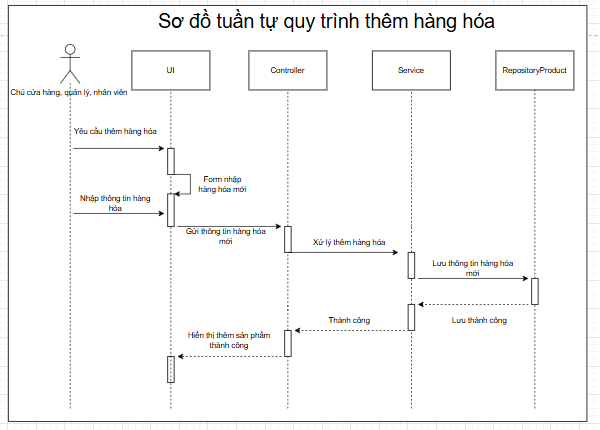 Sơ đồ tuần tự quy trình thêm hàng hóa
UI
Controller
Service
RepositoryProduct
Chủ cửa hàng, quản lý, nhân viên
Yêu cầu thêm hàng hóa
Form nhập
hàng hóa mới
Nhập thông tin hàng
hóa
Gửi thông tin hàng hóa
mới
Xử lý thêm hàng hóa
Lưu thông tin hàng hóa
mới
Lưu thành công
Thành công
Hiển thị thêm sản phẩm
thành công